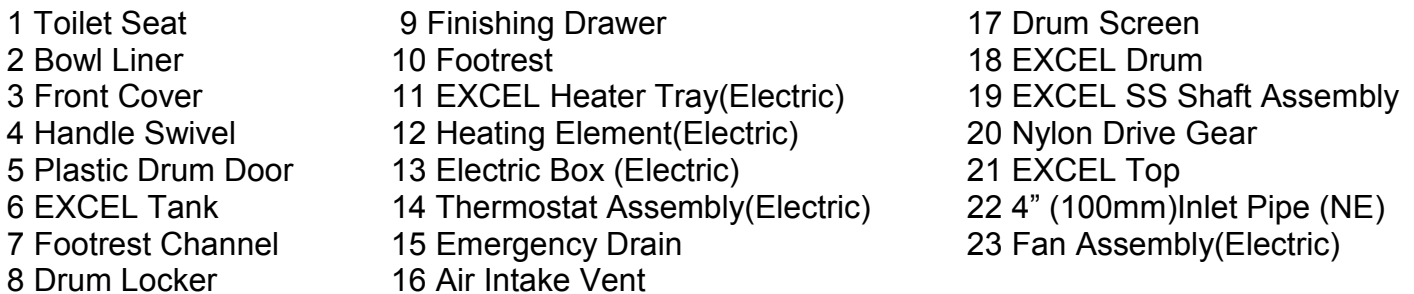 1 Toilet Seat
2 Bowl Liner
3 Front Cover
4 Handle Swivel
5 Plastic Drum Door
6 EXCEL Tank
7 Footrest Channel
8 Drum Locker
9 Finishing Drawer
10 Footrest
11 EXCEL Heater Tray(Electric)
12 Heating Element(Electric)
13 Electric Box (Electric)
14 Thermostat Assembly(Electric)
15 Emergency Drain
16 Air Intake Vent
17 Drum Screen
18 EXCEL Drum
19 EXCEL SS Shaft Assembly
20 Nylon Drive Gear
21 EXCEL Top
22 4” (100mm)Inlet Pipe (NE)
23 Fan Assembly(Electric)